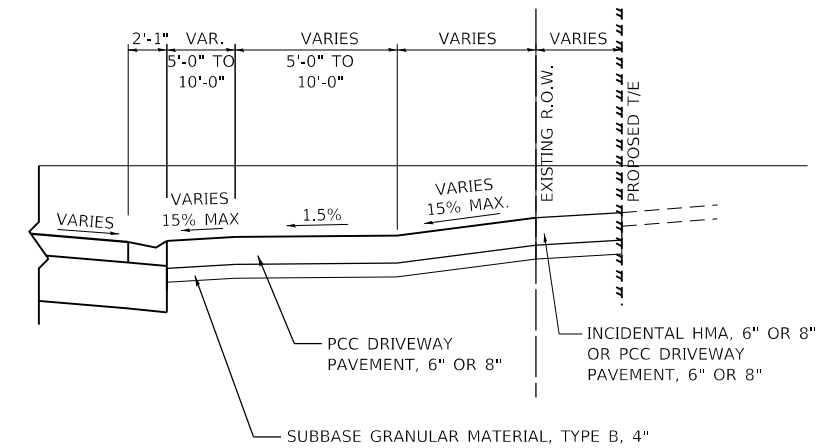 2'-1" VAR. VARIES VARIES VARIES
5'-0" TO 5'-0" TO
10'-0" 10'-0"
EXISTING R.O.W.
PROPOSED T/E
VARIES
VARIES
15% MAX
1.5%
VARIES
15% MAX.
PCC DRIVEWAY
PAVEMENT, 6" OR 8"
INCIDENTAL HMA, 6" OR 8"
OR PCC DRIVEWAY
PAVEMENT, 6" OR 8"
SUBBASE GRANULAR MATERIAL, TYPE B, 4"